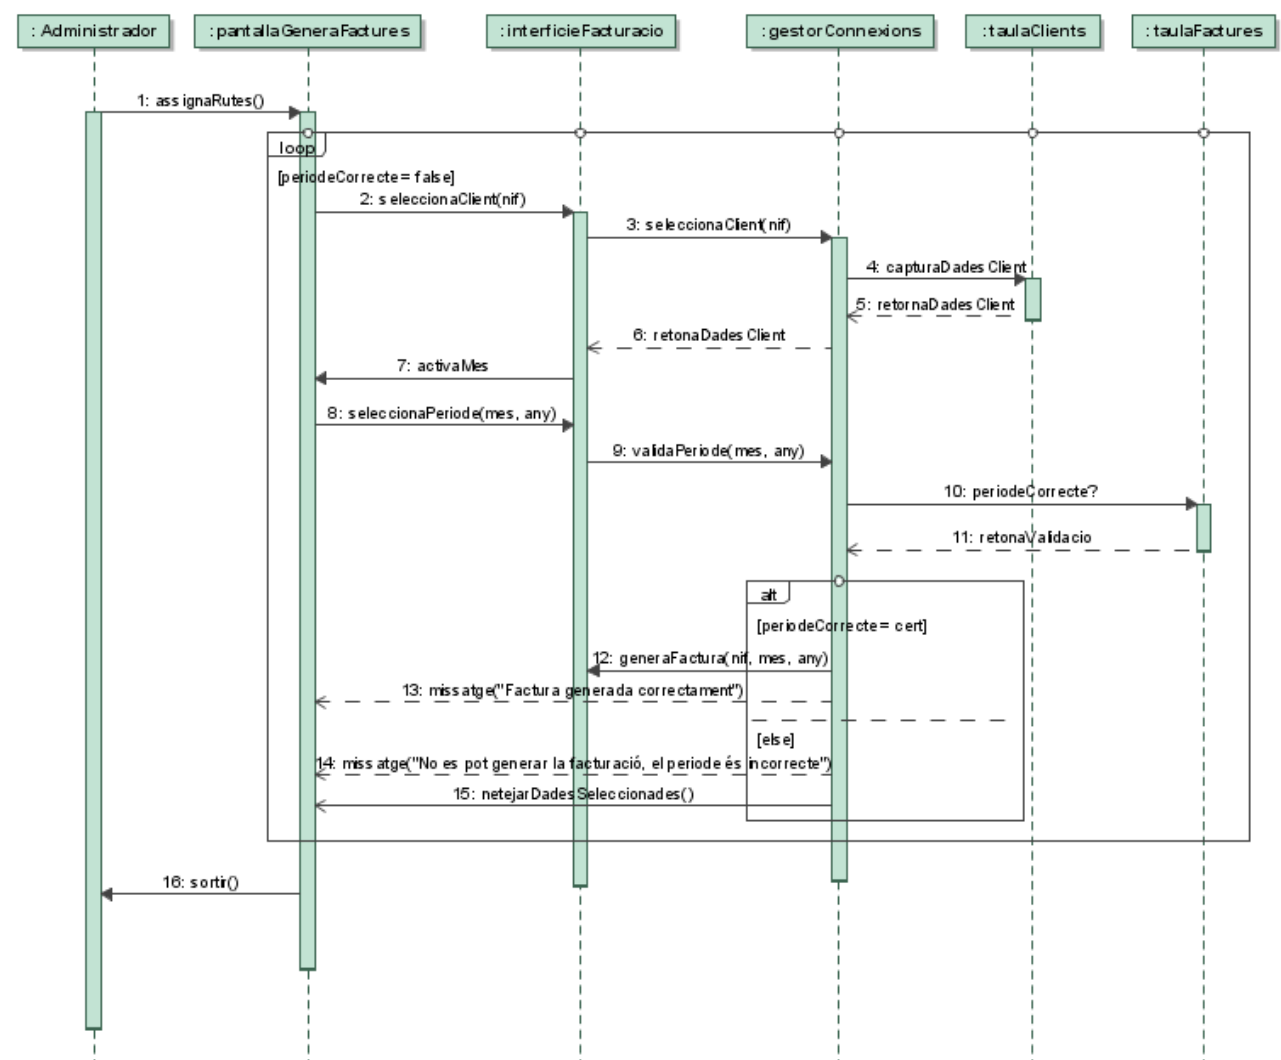 : Administrador
: pantallaGeneraFactures
: interficieFacturacio
: gestorConnexions
: taulaClients
: taulaFactures
1: assignaRutes()
loop
[periodeCorrecte= false]
2: seleccionaClient(nif)
3: seleccionaClient(nif)
4: capturaDadesClient
5: retornaDadesClient
6: retonaDadesClient
7: activaMes
8: seleccionaPeriode(mes, any)
9: validaPeriode(mes, any)
10: periodeCorrecte?
11: retonaValidacio
alt
[periodeCorrecte= cert]
12: generaFactura(nif, mes, any)
13: missatge("Factura generada correctament")
[else]
14: missatge("No es pot generar la facturació, el periode és incorrecte")
15: netejarDadesSeleccionades()
16: sortir()